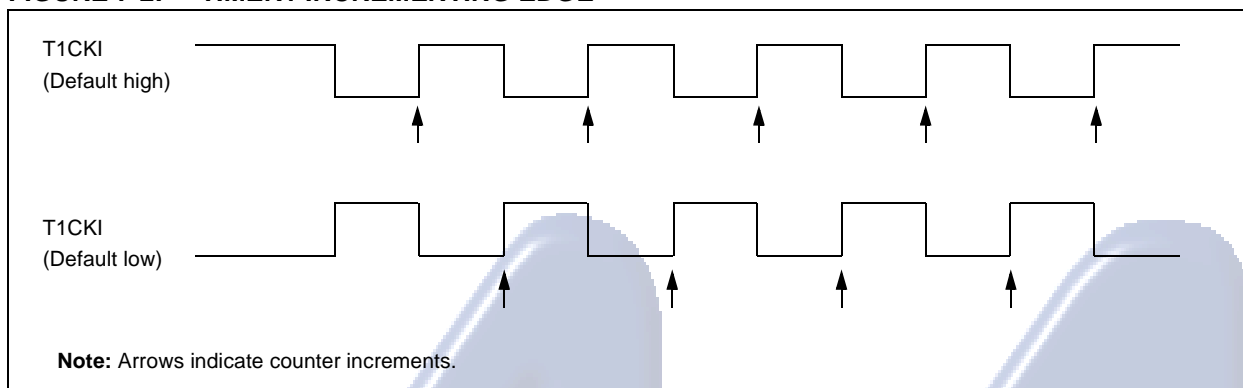 T1CKI
(Default high)
T1CKI
(Default low)
Note: Arrows indicate counter increments.